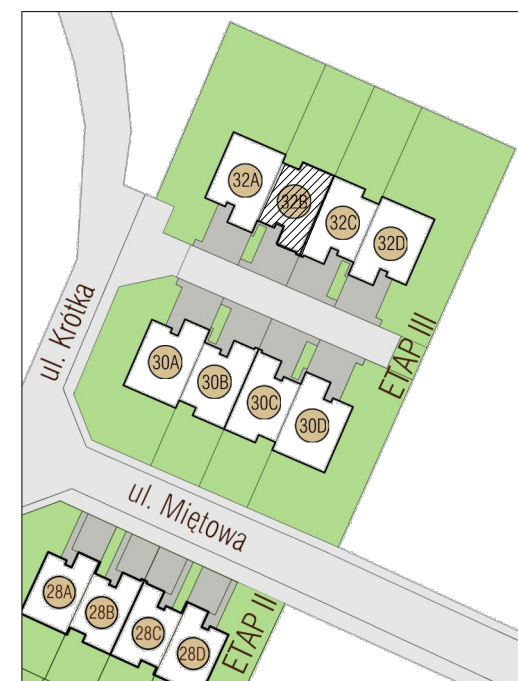 32A
32B
32C
32D
ul. Krótka
ETAP III
30A
30B
30C
30D
ul. Miętowa
28A
28B
28C
28D
ETAP II